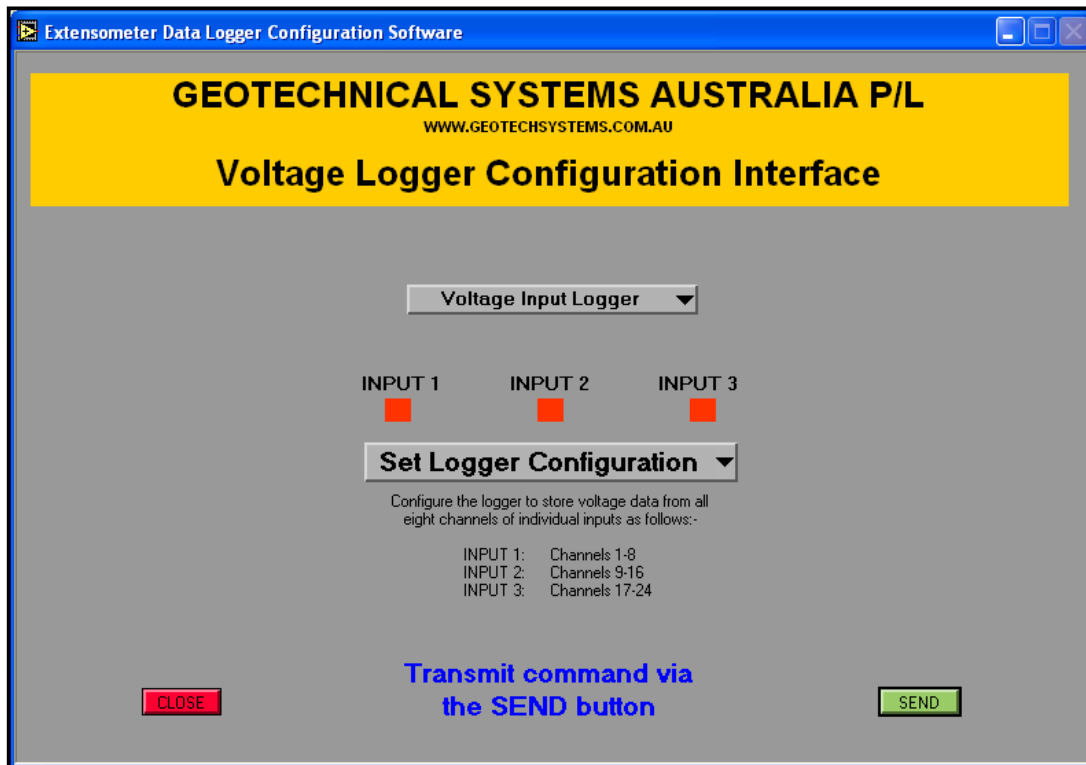 Extensometer Data Logger Configuration Software
GEOTECHNICAL SYSTEMS AUSTRALIA P/L
WWW.GEOTECHSYSTEMS.COM.AU
Voltage Logger Configuration Interface
Voltage Input Logger
INPUT 1 INPUT 2 INPUT 3
Set Logger Configuration
Configure the logger to store voltage data from all
eight channels of individual inputs as follows:-
INPUT 1: Channels 1-8
INPUT 2: Channels 9-16
INPUT 3: Channels 17-24
Transmit command via
the SEND button
CLOSE
SEND